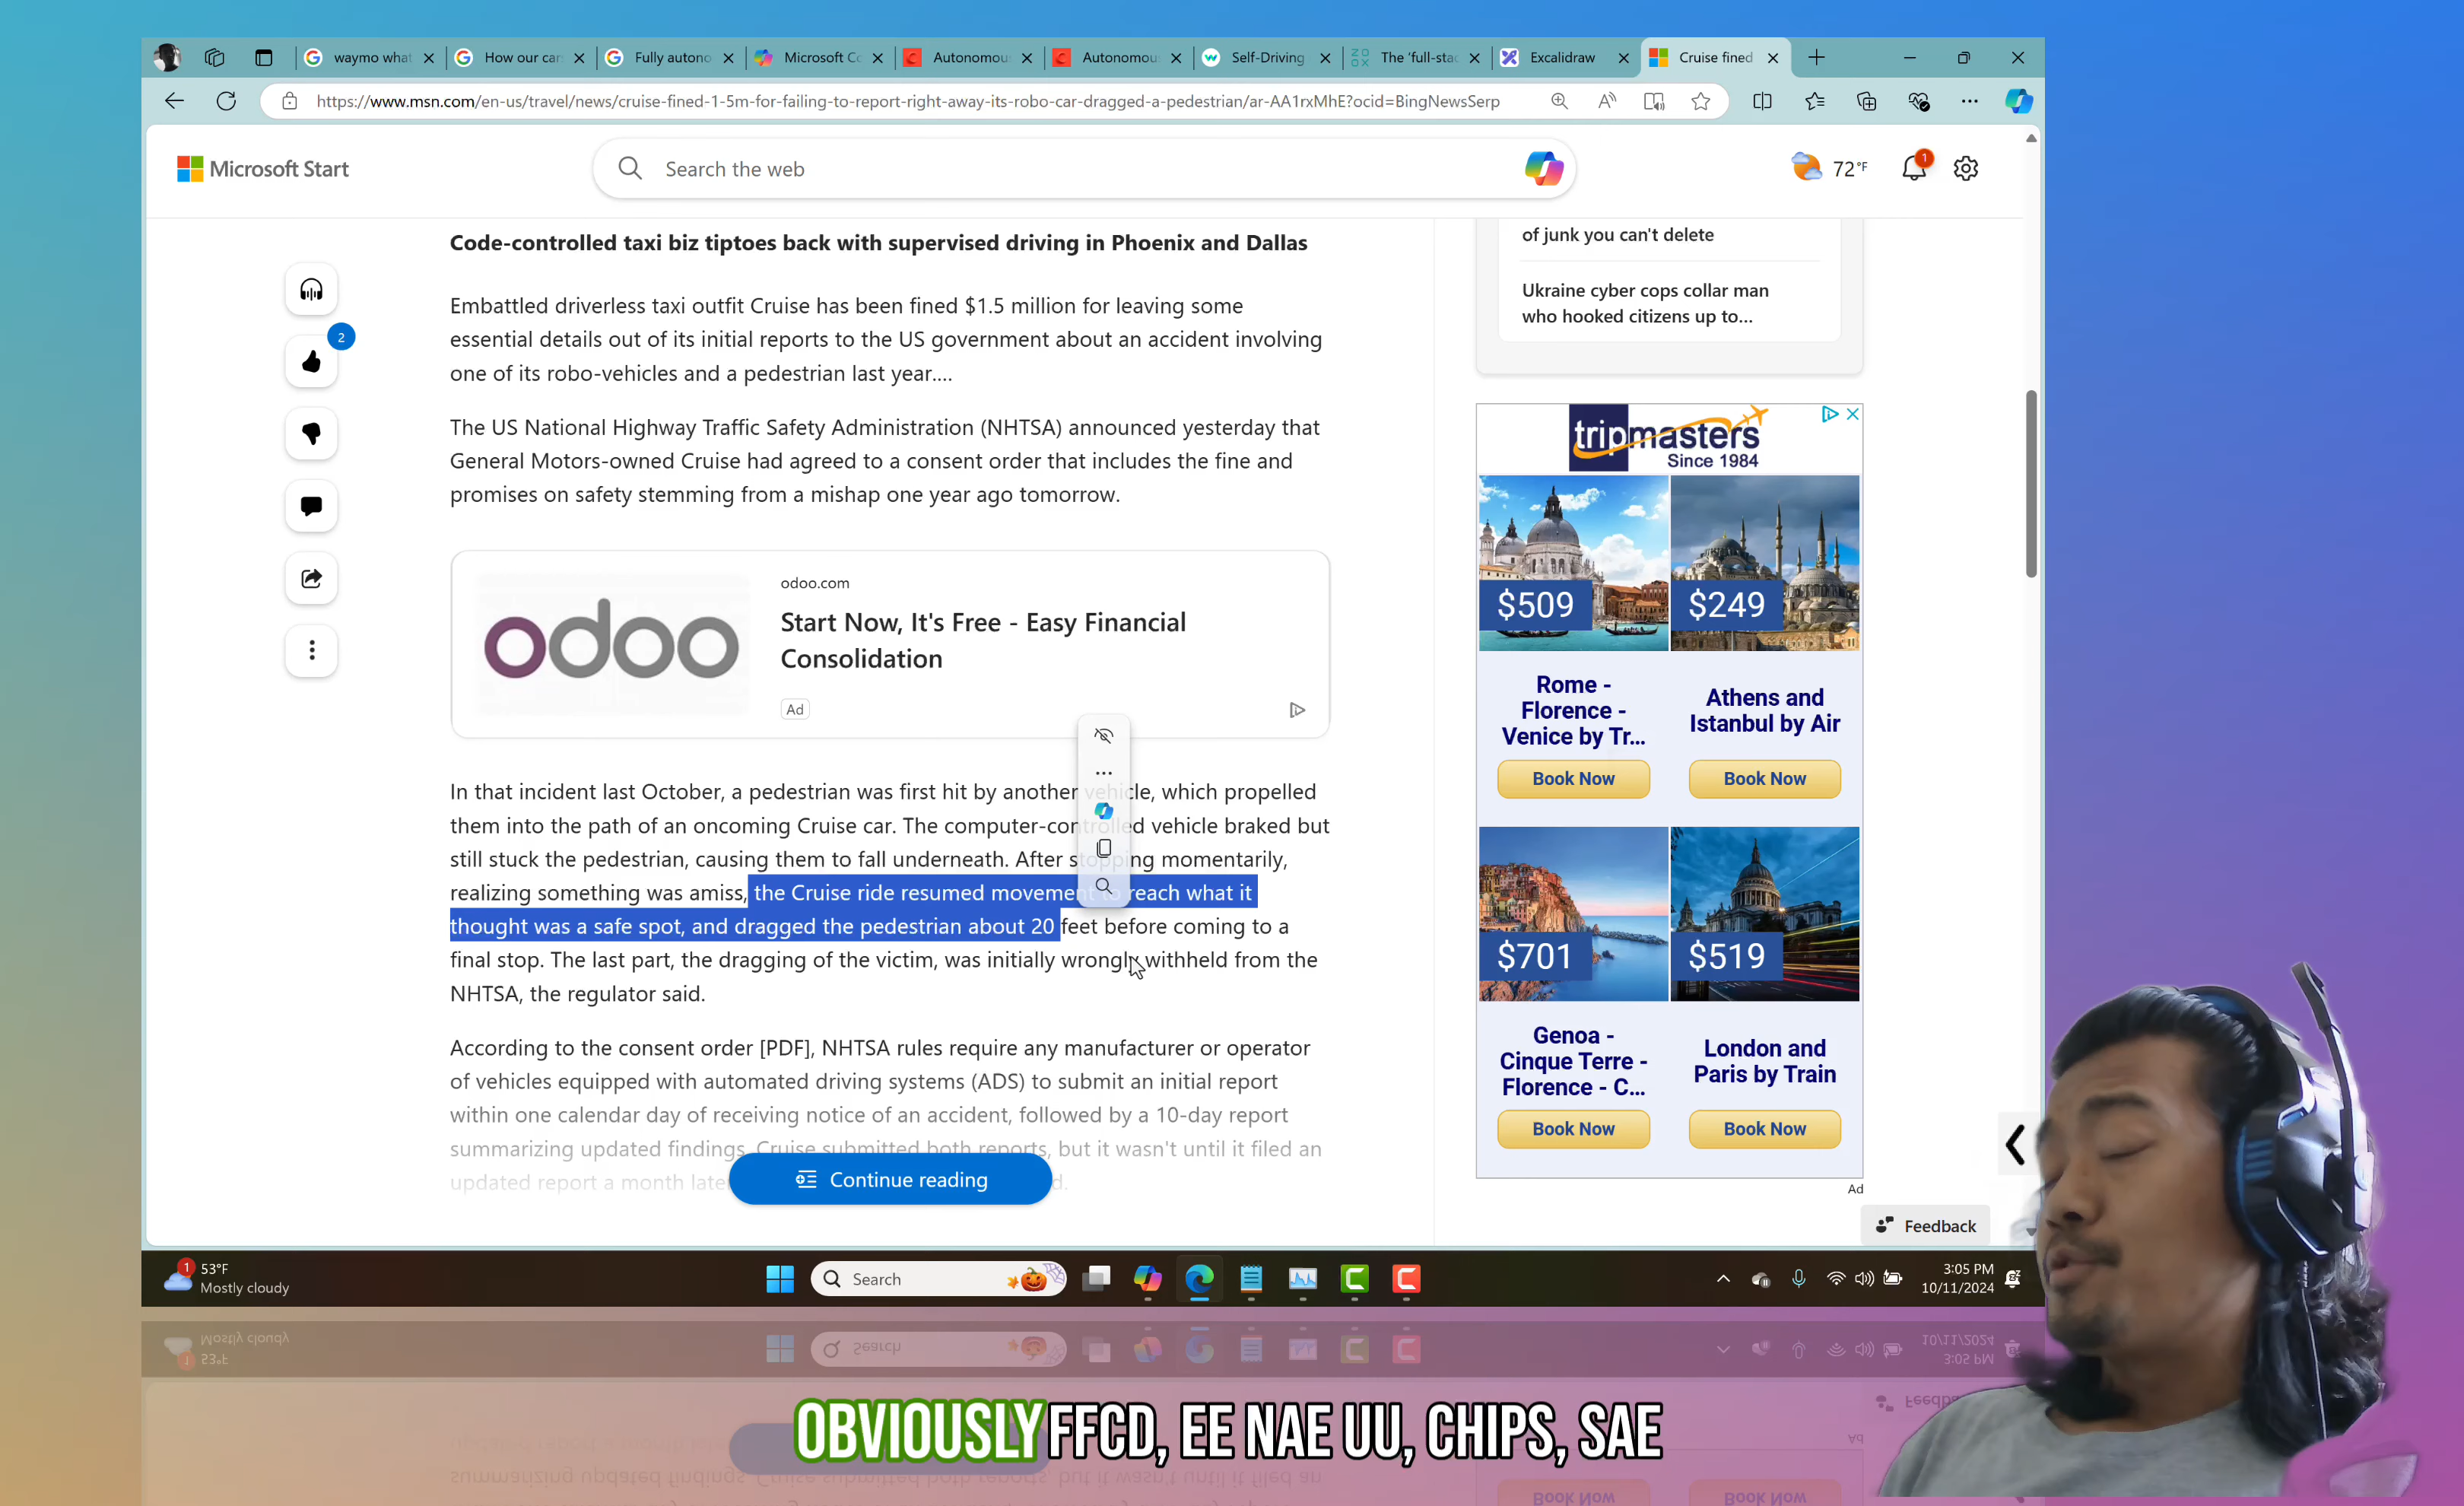 waymo what
How our car
Fully autono
Microsoft Co
Autonomou
Autonomou
Self-Driving
The ‘full-stac
Excalidraw
Cruise fined
https://www.msn.com/en-us/travel/news/cruise-fined-1-5m-for-failing-to-report-right-away-its-robo-car-dragged-a-pedestrian/ar-AA1rxMhE?ocid=BingNewsSerp
Microsoft Start
Search the web
72°F
1
Code-controlled taxi biz tiptoes back with supervised driving in Phoenix and Dallas
2
Embattled driverless taxi outfit Cruise has been fined $1.5 million for leaving some
essential details out of its initial reports to the US government about an accident involving
one of its robo-vehicles and a pedestrian last year....
The US National Highway Traffic Safety Administration (NHTSA) announced yesterday that
General Motors-owned Cruise had agreed to a consent order that includes the fine and
promises on safety stemming from a mishap one year ago tomorrow.
odoo
odoo.com
Start Now, It's Free - Easy Financial
Consolidation
Ad
In that incident last October, a pedestrian was first hit by another vehicle, which propelled
them into the path of an oncoming Cruise car. The computer-controlled vehicle braked but
still stuck the pedestrian, causing them to fall underneath. After stopping momentarily,
realizing something was amiss, the Cruise ride resumed movement to reach what it
thought was a safe spot, and dragged the pedestrian about 20 feet before coming to a
final stop. The last part, the dragging of the victim, was initially wrongly withheld from the
NHTSA, the regulator said.
According to the consent order [PDF], NHTSA rules require any manufacturer or operator
of vehicles equipped with automated driving systems (ADS) to submit an initial report
within one calendar day of receiving notice of an accident, followed by a 10-day report
summarizing updated findings. Cruise submitted both reports, but it wasn't until it filed an
updated report a month late
Continue reading
of junk you can't delete
Ukraine cyber cops collar man
who hooked citizens up to...
tripmasters
Since 1984
$509
$249
Rome -
Florence -
Venice by Tr...
Athens and
Istanbul by Air
Book Now
Book Now
$701
$519
Genoa -
Cinque Terre -
Florence - C...
London and
Paris by Train
Book Now
Book Now
Ad
Feedback
1
53°F
Mostly cloudy
Search
3:05 PM
10/11/2024
OBVIOUSLY FFCD, EE NAE UU, CHIPS, SAE